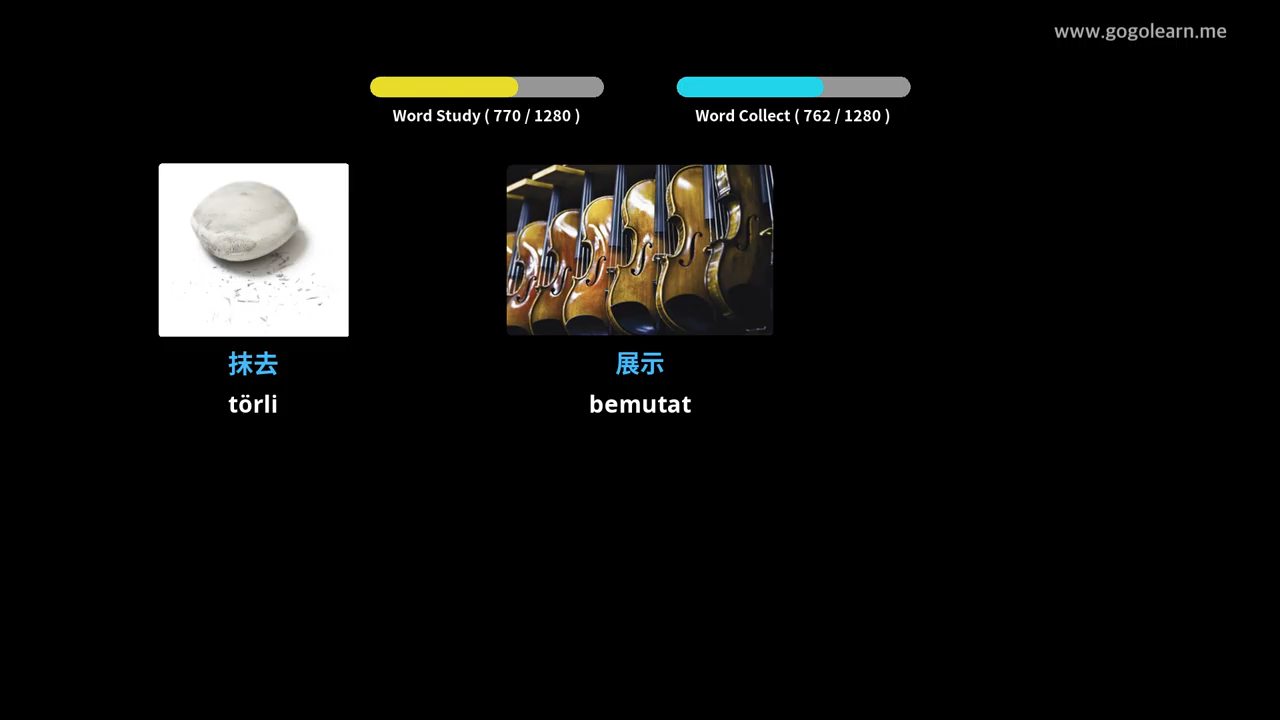 www.gogolearn.me
Word Study ( 770 / 1280 )
Word Collect ( 762 / 1280 )
抹去
törli
展示
bemutat